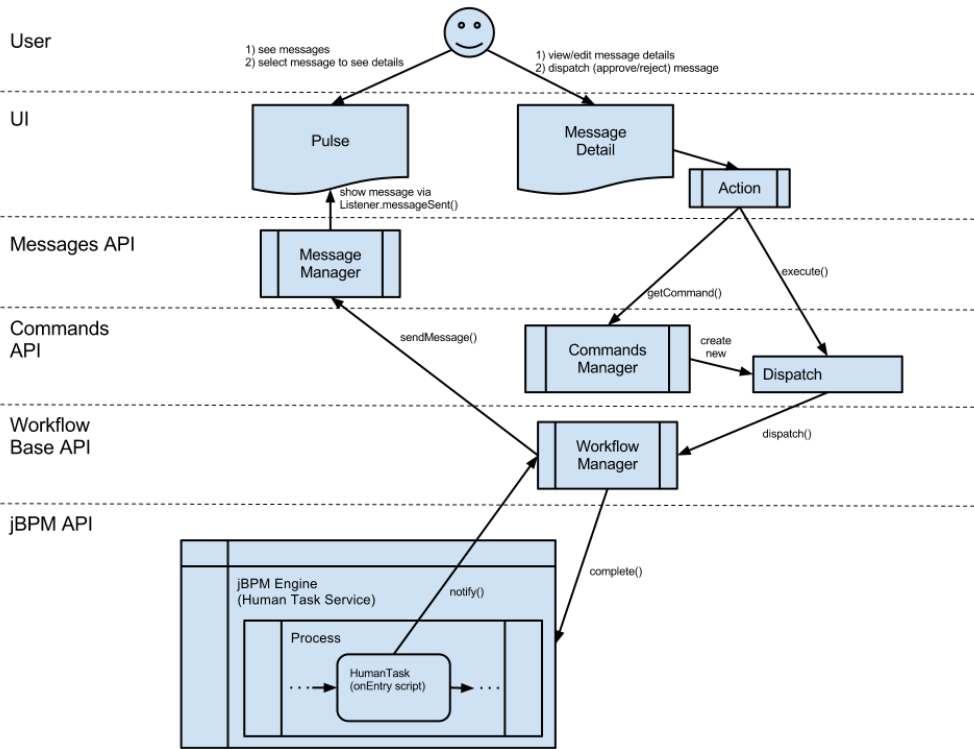 User
1) see messages
2) select message to see details
1) view/edit message details
2) dispatch (approve/reject) message
UI
Pulse
Message
Detail
Action
show message via
Listener.messageSent()
Messages API
Message
Manager
execute()
getCommand()
Commands
API
sendMessage()
Commands
Manager
create
new
Dispatch
Workflow
Base API
Workflow
Manager
dispatch()
jBPM API
jBPM Engine
(Human Task Service)
notify()
complete()
Process
HumanTask
(onEntry script)